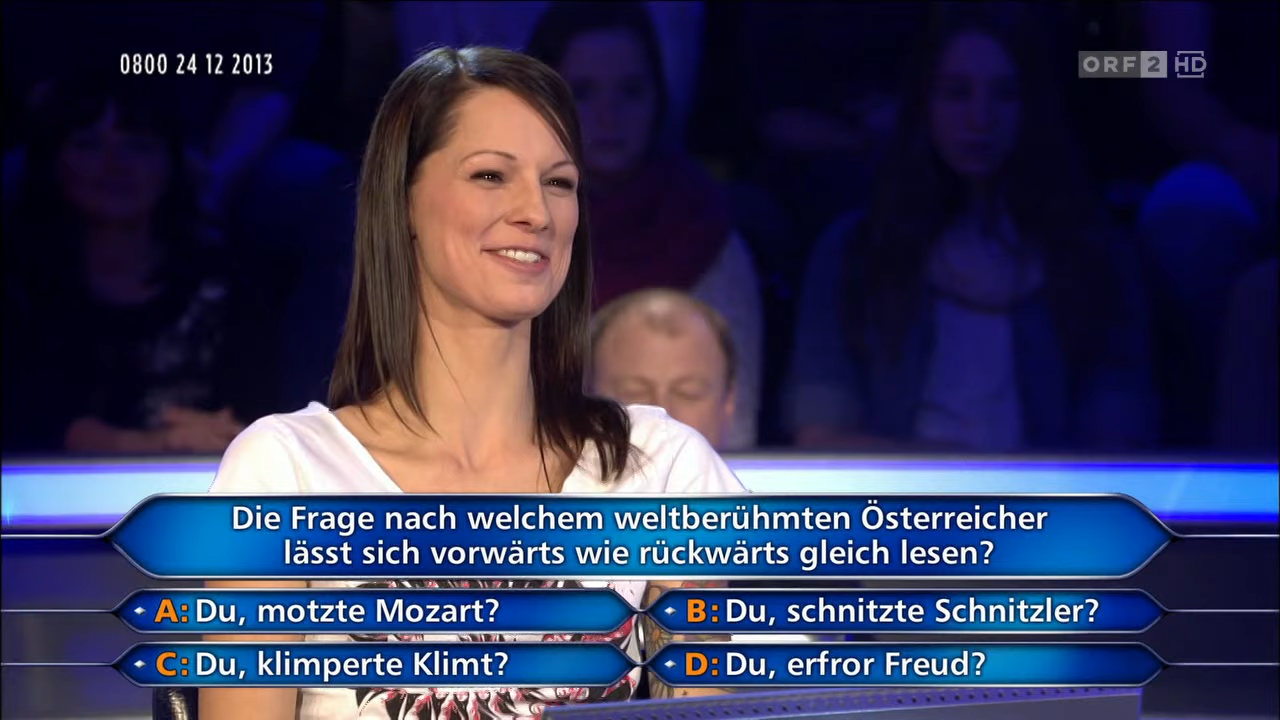 0800 24 12 2013
ORF 2 HD
Die Frage nach welchem weltberühmten Österreicher
lässt sich vorwärts wie rückwärts gleich lesen?
A: Du, motzte Mozart?
B: Du, schnitzte Schnitzler?
C: Du, klimperte Klimt?
D: Du, erfror Freud?